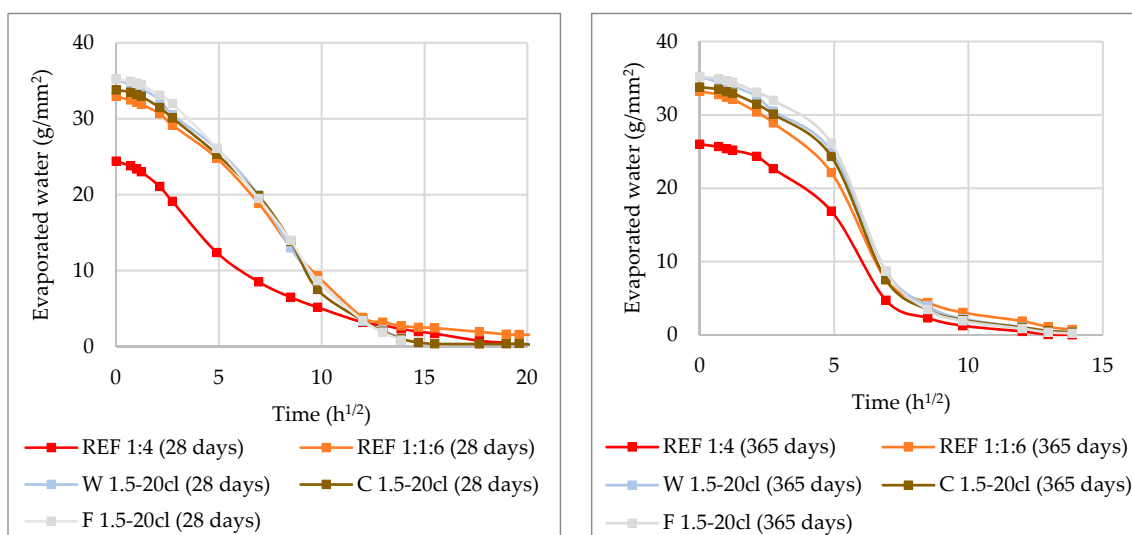 40
30
20
10
0
Evaporated water (g/mm²)
0 5 10 15 20
Time (h^1/2)
REF 1:4 (28 days) REF 1:1:6 (28 days)
W 1.5-20cl (28 days) C 1.5-20cl (28 days)
F 1.5-20cl (28 days)
40
30
20
10
0
Evaporated water (g/mm²)
0 5 10 15
Time (h^1/2)
REF 1:4 (365 days) REF 1:1:6 (365 days)
W 1.5-20cl (365 days) C 1.5-20cl (365 days)
F 1.5-20cl (365 days)